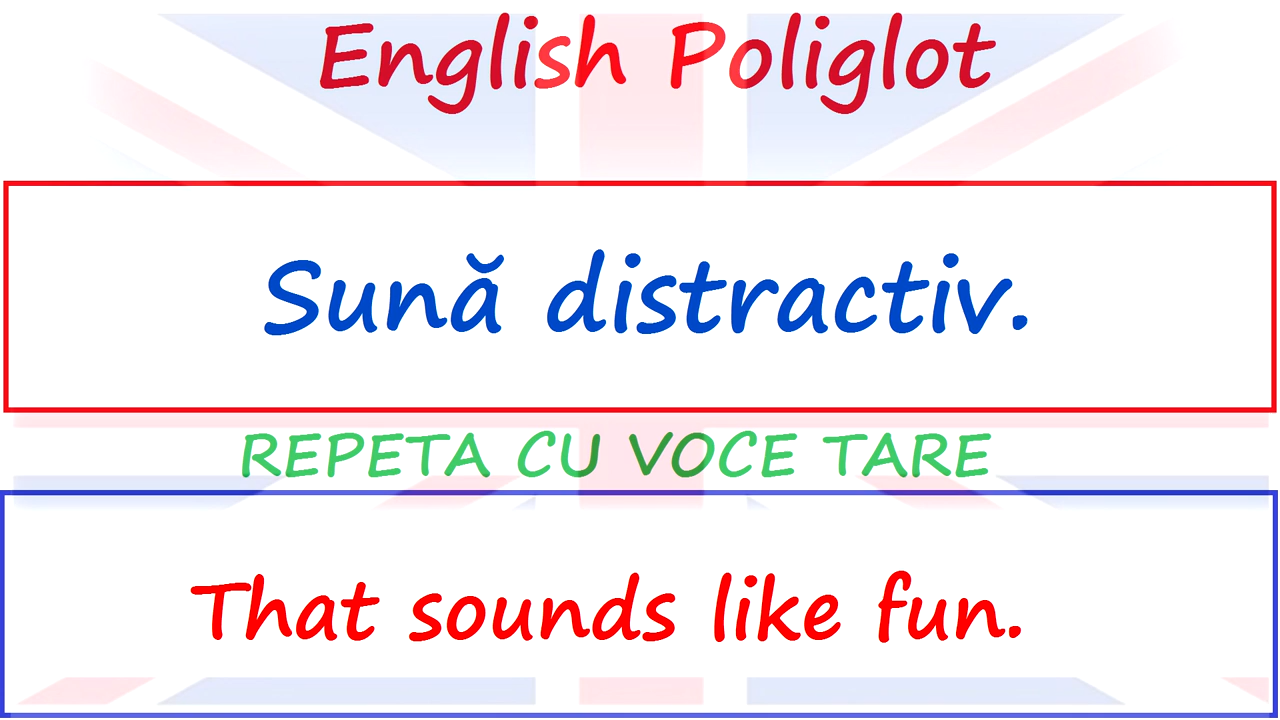 English Poliglot
Sună distractiv.
REPETA CU VOCE TARE
That sounds like fun.